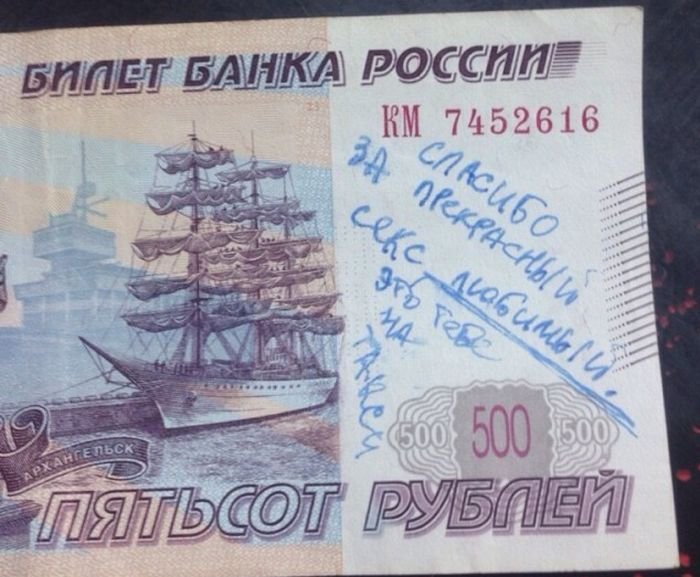 БИЛЕТ БАНКА РОССИИ
КМ 7452616
СПАСИБО
ЗА ПРЕКРАСНЫЙ
СЕКС ЛЮБИМЫЙ.
ЭТО ТЕБЕ
НА
ТАКСИ
500 500 500
АРХАНГЕЛЬСК
ПЯТЬСОТ РУБЛЕЙ